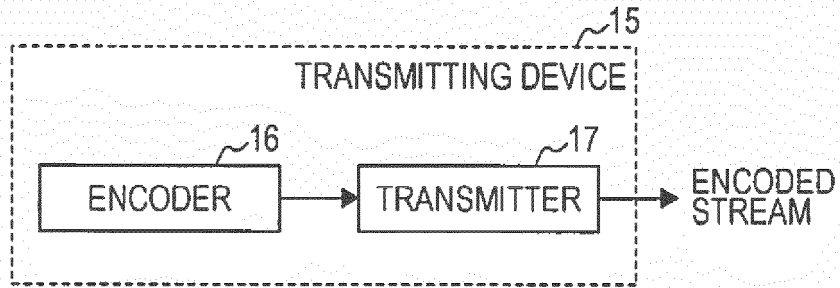 15
TRANSMITTING DEVICE
16
17
ENCODER
TRANSMITTER
ENCODED
STREAM